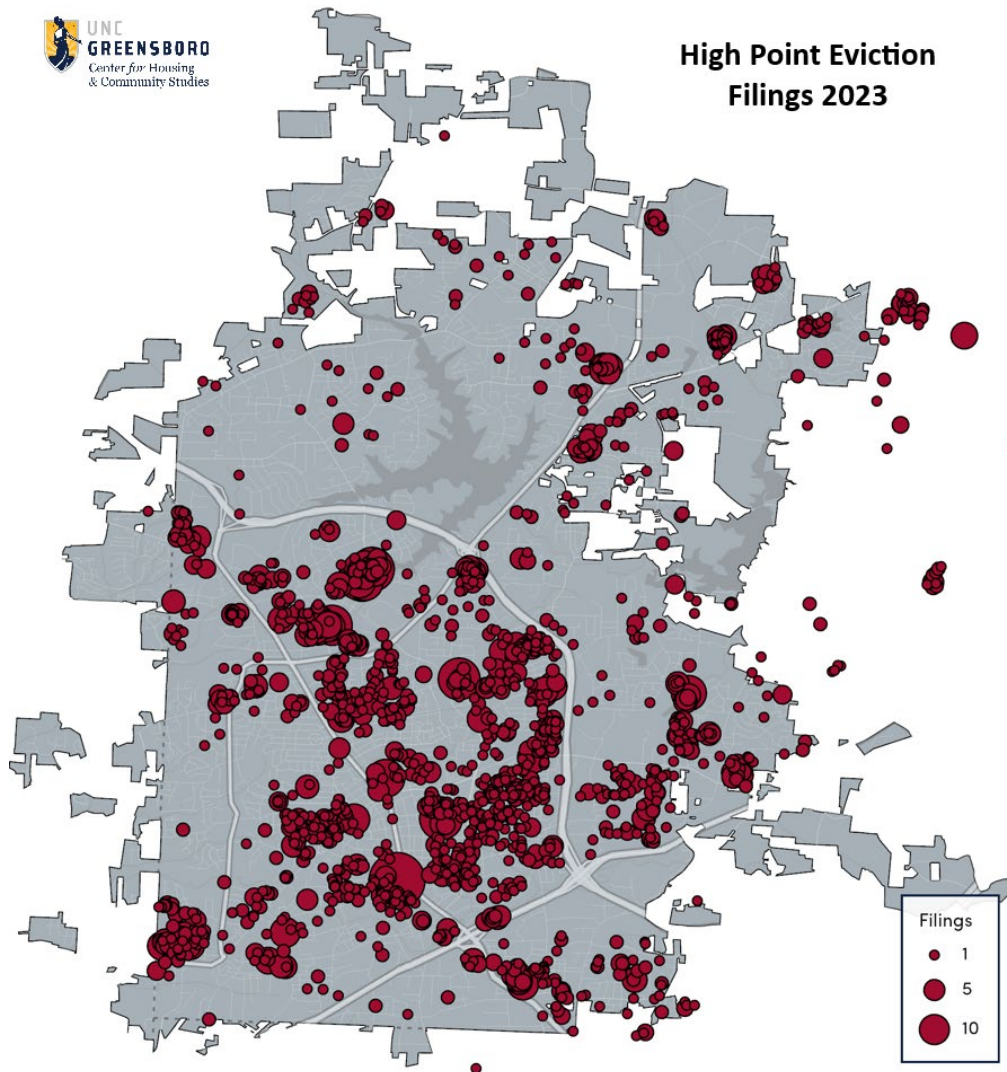 UNC
GREENSBORO
Center for Housing
& Community Studies
High Point Eviction
Filings 2023
Filings
1
5
10